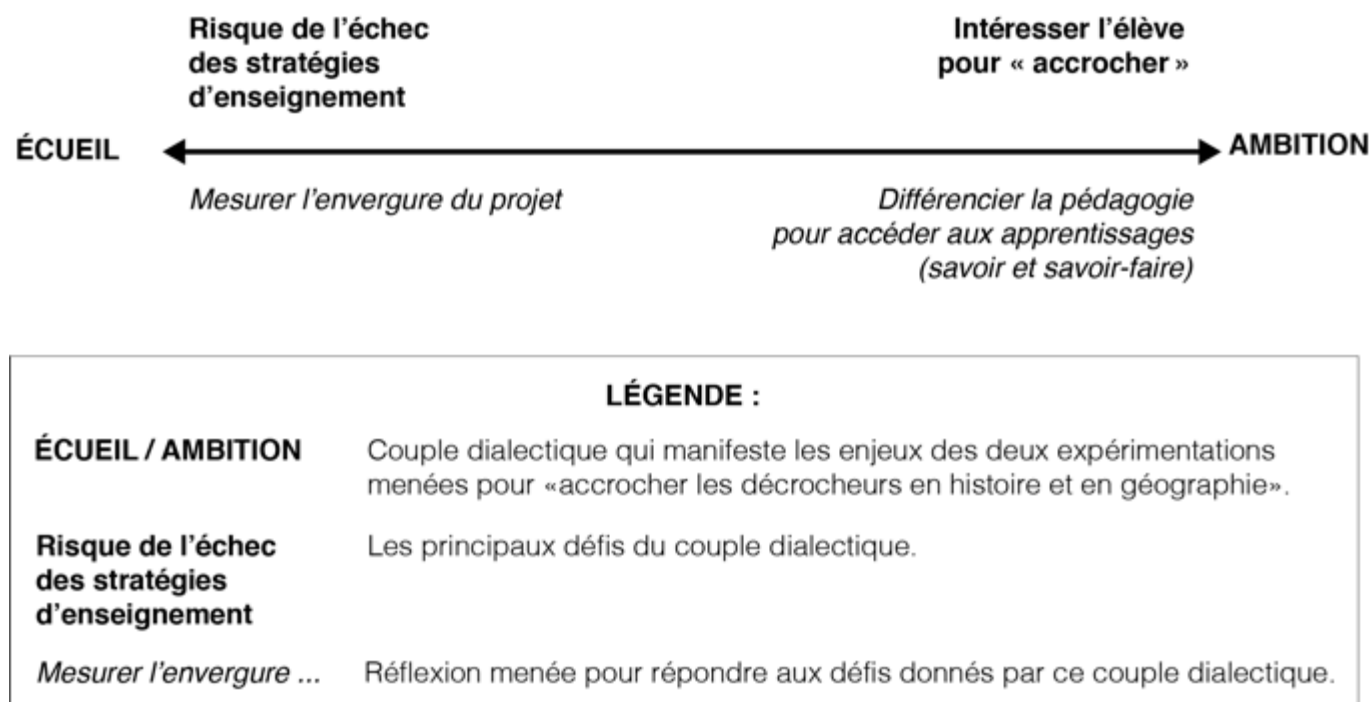 Risque de l'échec
des stratégies
d'enseignement
Intéresser l'élève
pour « accrocher »
ÉCUEIL
AMBITION
Mesurer l'envergure du projet
Différencier la pédagogie
pour accéder aux apprentissages
(savoir et savoir-faire)
LÉGENDE :
ÉCUEIL / AMBITION
Couple dialectique qui manifeste les enjeux des deux expérimentations
menées pour «accrocher les décrocheurs en histoire et en géographie».
Risque de l'échec
des stratégies
d'enseignement
Les principaux défis du couple dialectique.
Mesurer l'envergure ...
Réflexion menée pour répondre aux défis donnés par ce couple dialectique.